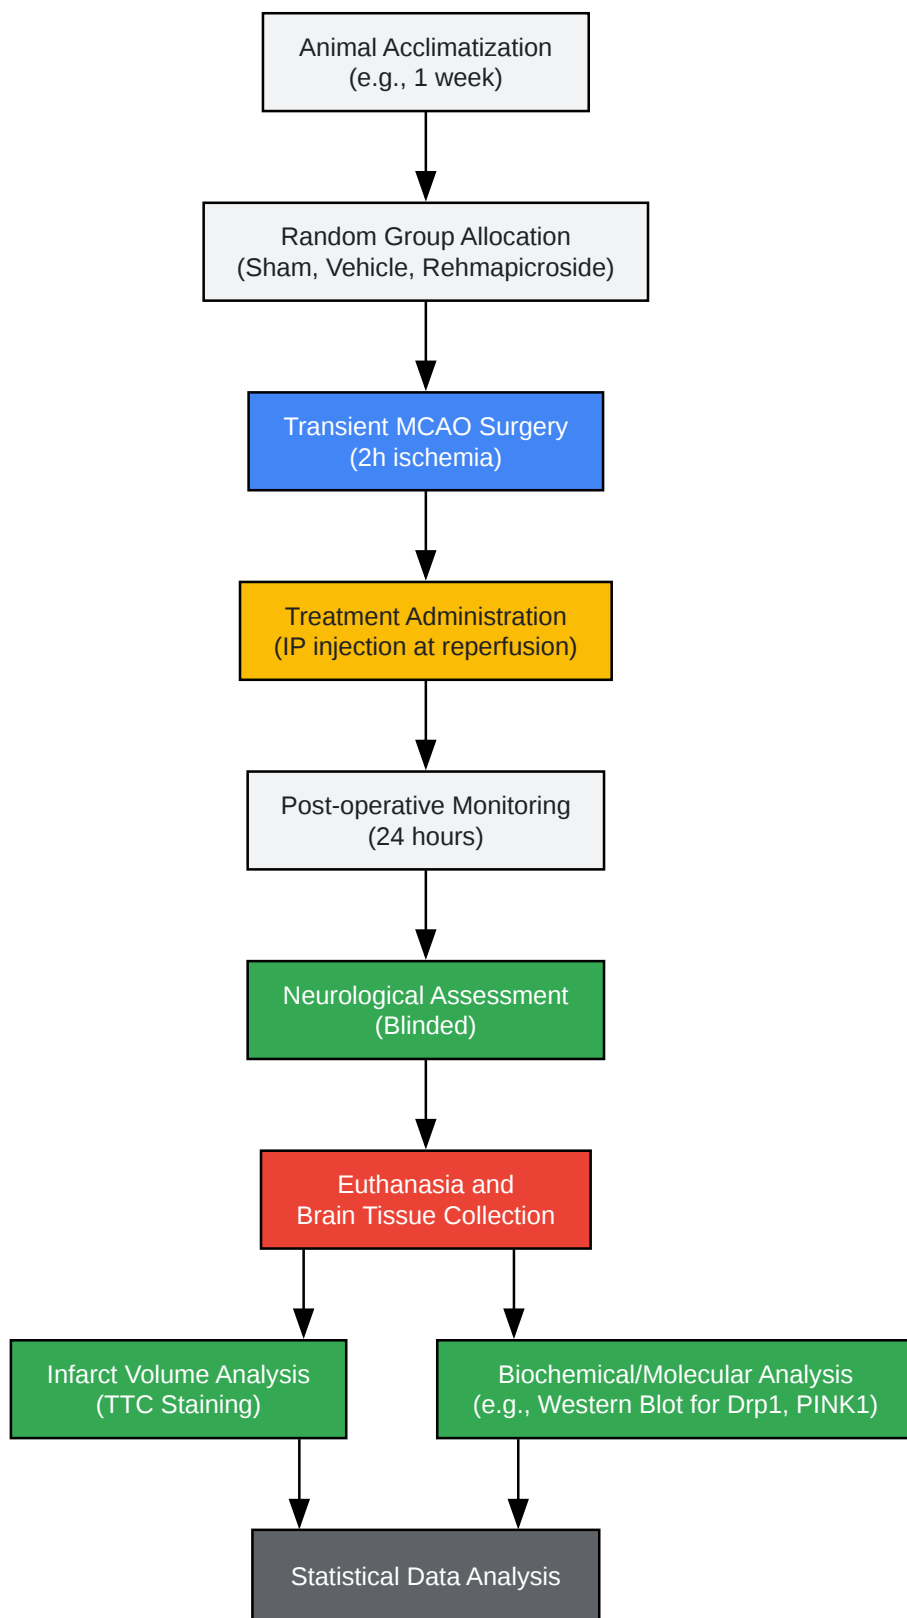 Animal Acclimatization
(e.g., 1 week)
Random Group Allocation
(Sham, Vehicle, Rehmapicroside)
Transient MCAO Surgery
(2h ischemia)
Treatment Administration
(IP injection at reperfusion)
Post-operative Monitoring
(24 hours)
Neurological Assessment
(Blinded)
Euthanasia and
Brain Tissue Collection
Infarct Volume Analysis
(TTC Staining)
Biochemical/Molecular Analysis
(e.g., Western Blot for Drp1, PINK1)
Statistical Data Analysis